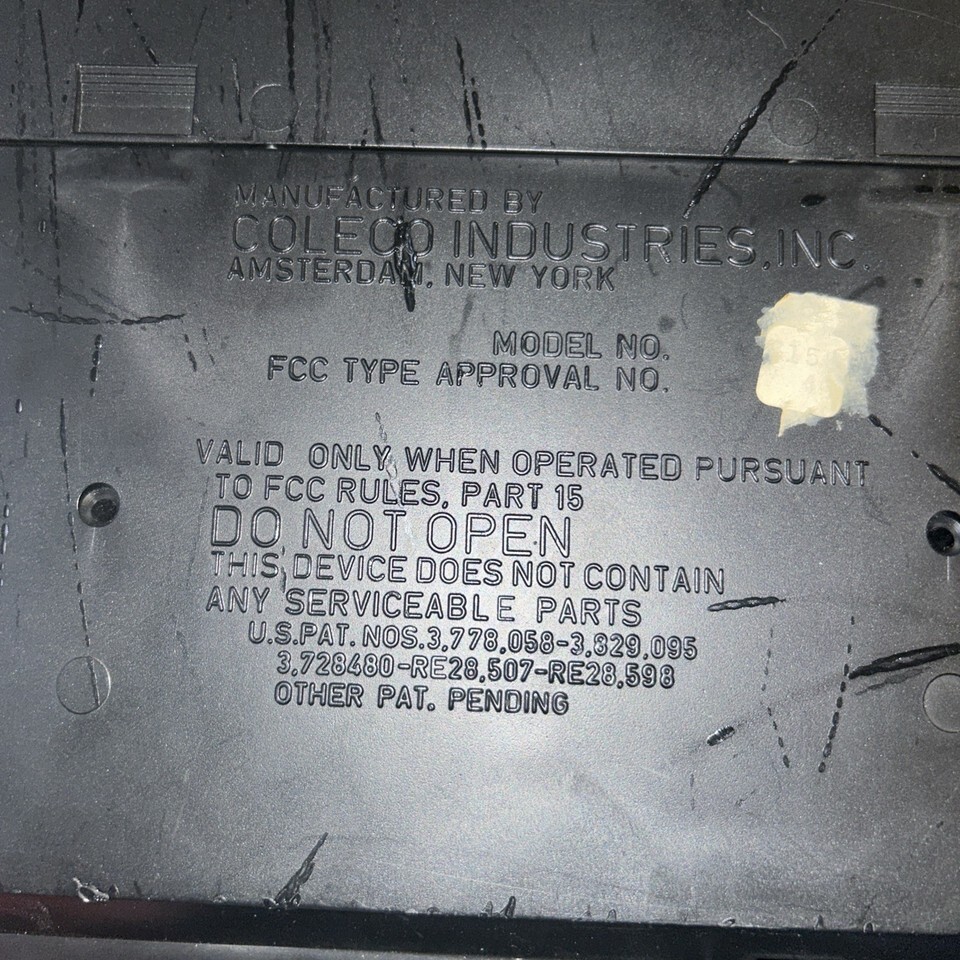 MANUFACTURED BY
COLECO INDUSTRIES, INC.
AMSTERDAM, NEW YORK
MODEL NO.
FCC TYPE APPROVAL NO.
VALID ONLY WHEN OPERATED PURSUANT
TO FCC RULES, PART 15
DO NOT OPEN
THIS DEVICE DOES NOT CONTAIN
ANY SERVICEABLE PARTS
U.S.PAT. NOS.3,778,058-3,829,095
3,728480-RE28,507-RE28,598
OTHER PAT. PENDING